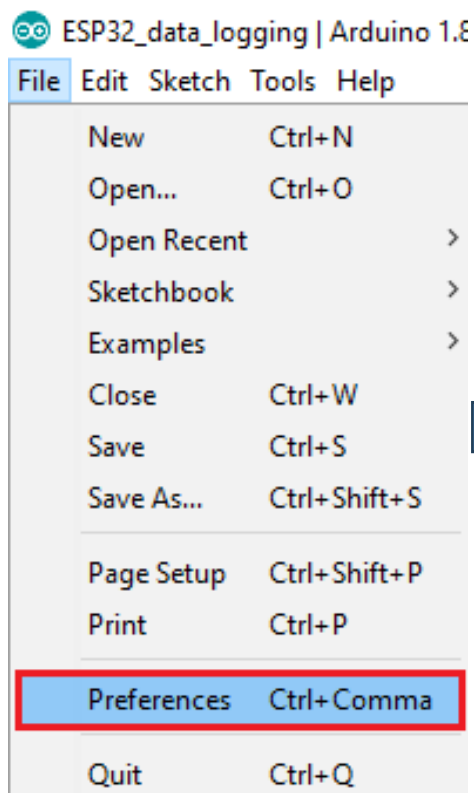 ESP32_data_logging | Arduino 1.8
File Edit Sketch Tools Help
New Ctrl+N
Open... Ctrl+O
Open Recent >
Sketchbook >
Examples >
Close Ctrl+W
Save Ctrl+S
Save As... Ctrl+Shift+S
Page Setup Ctrl+Shift+P
Print Ctrl+P
Preferences Ctrl+Comma
Quit Ctrl+Q